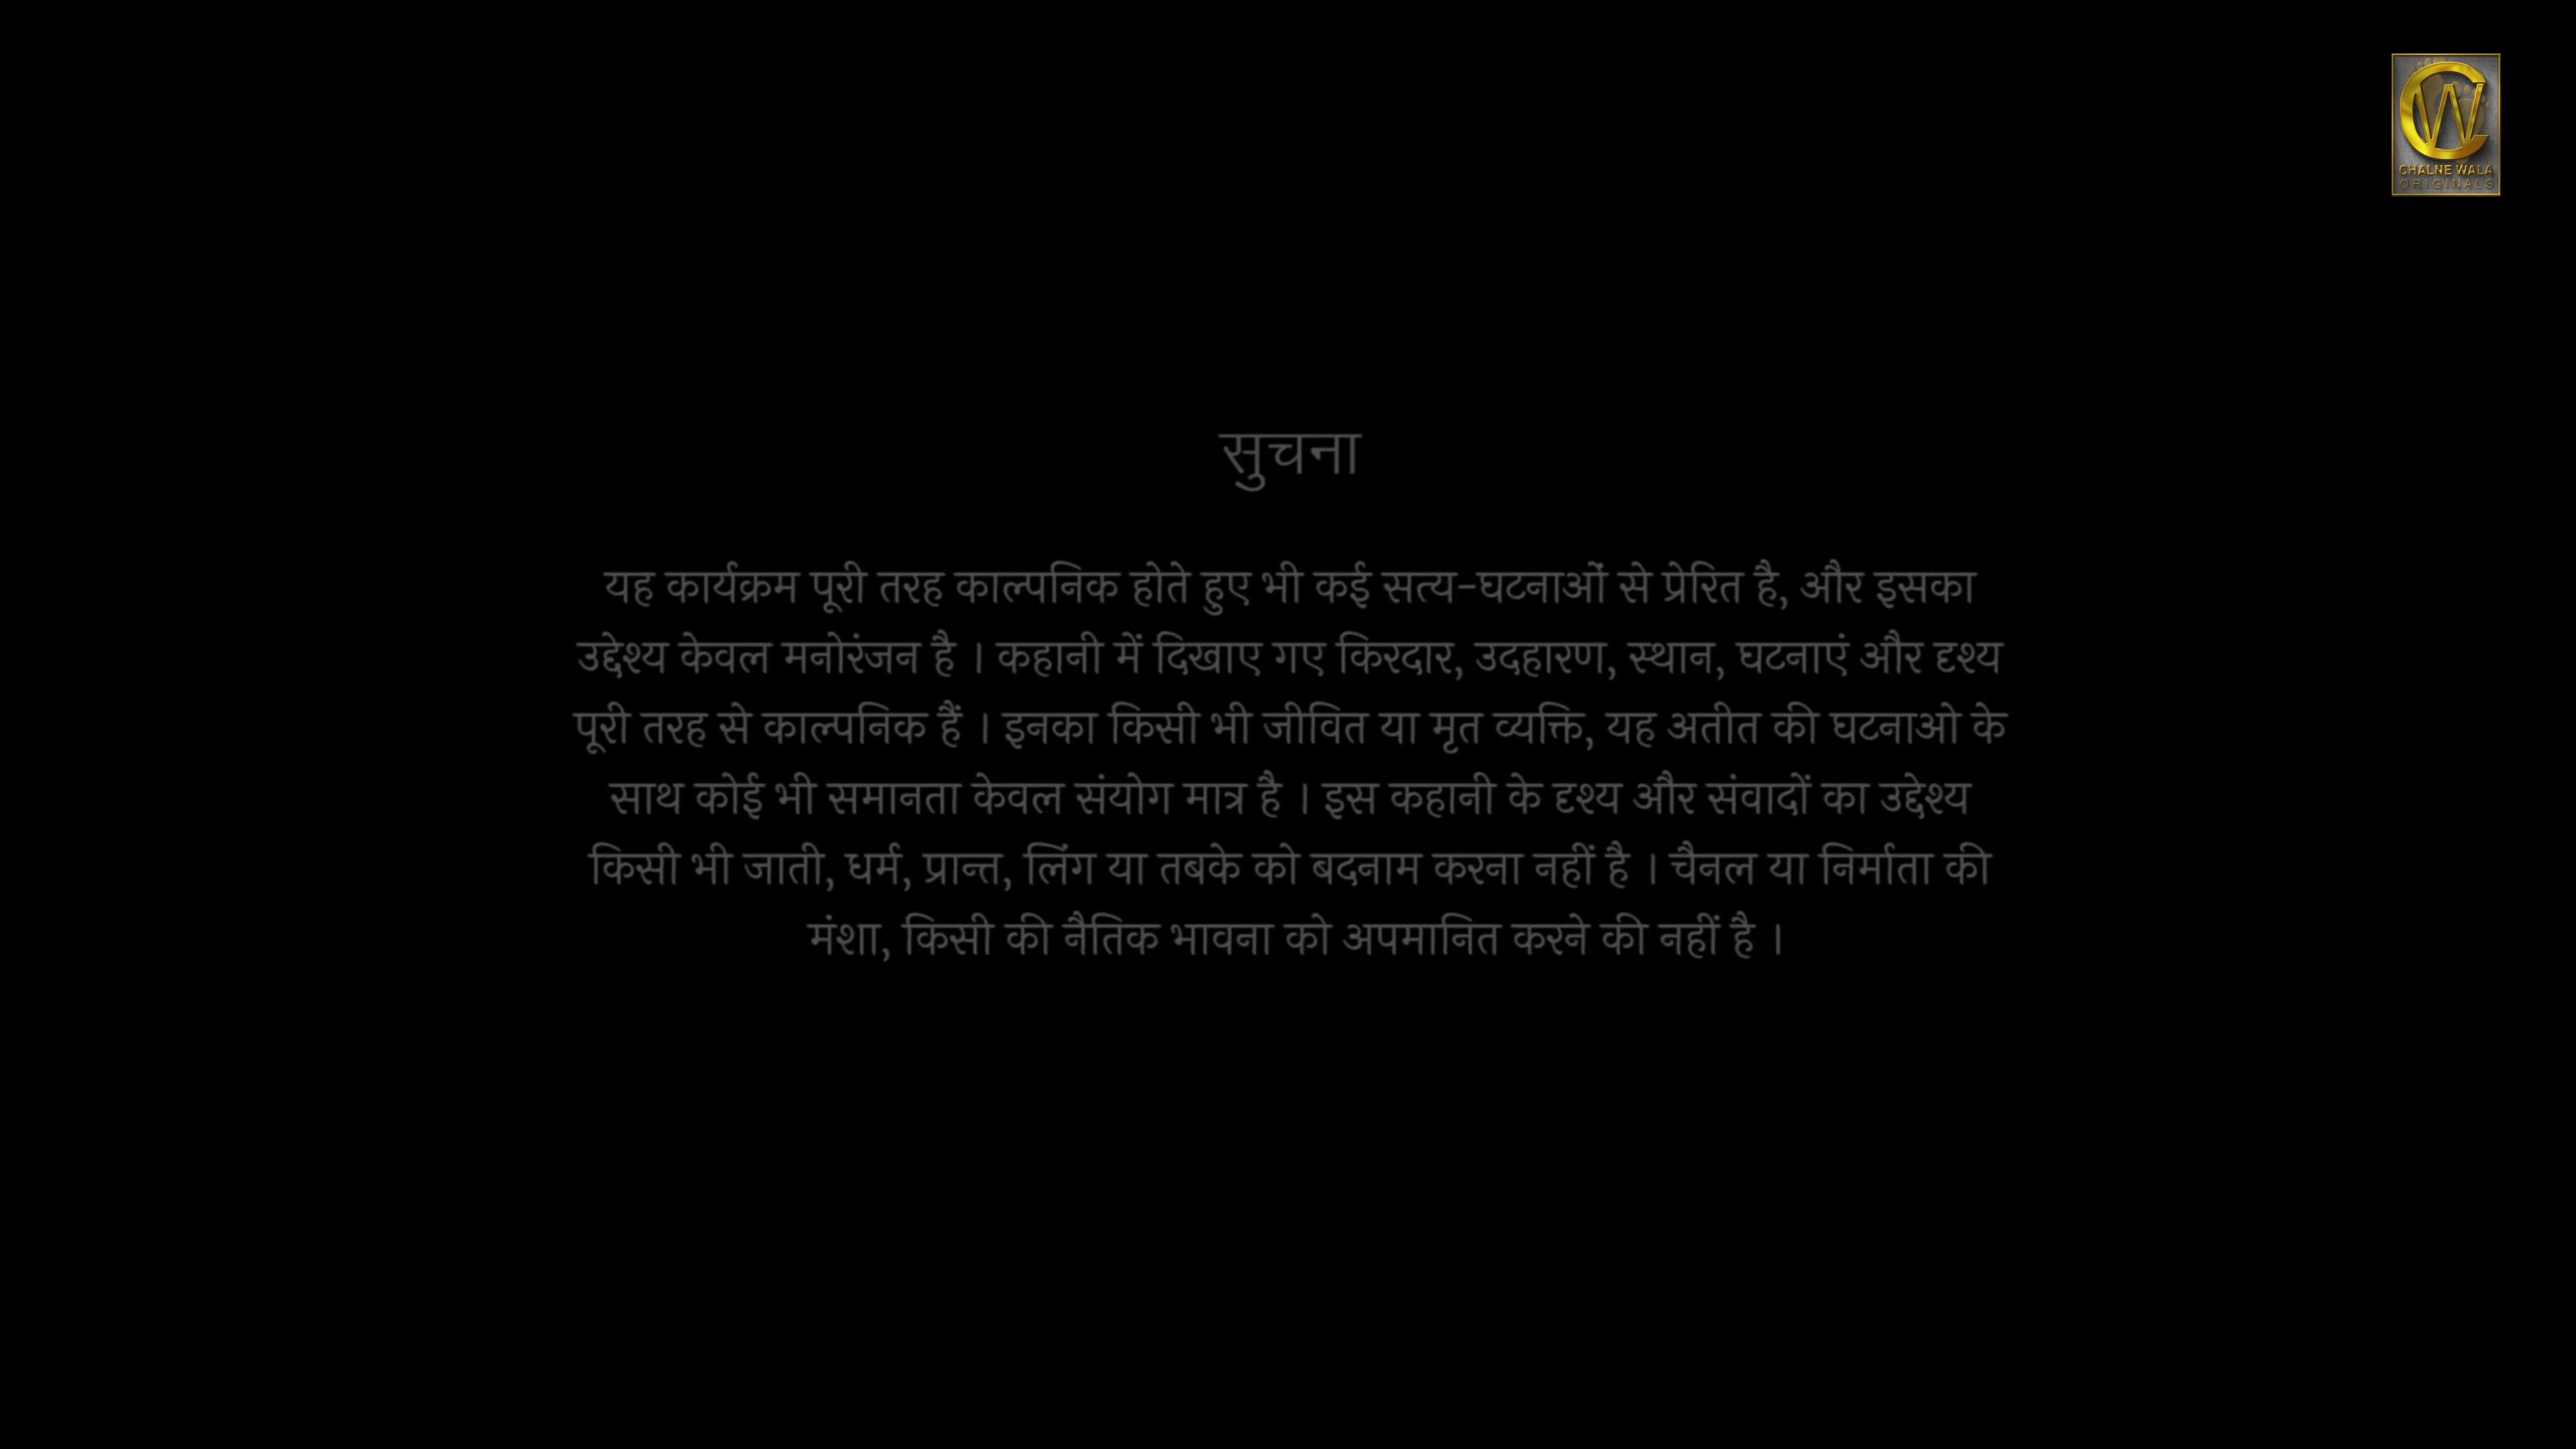 CHALNE WALA
ORIGINALS
सुचना
यह कार्यक्रम पूरी तरह काल्पनिक होते हुए भी कई सत्य-घटनाओं से प्रेरित है, और इसका
उद्देश्य केवल मनोरंजन है । कहानी में दिखाए गए किरदार, उदहारण, स्थान, घटनाएं और दृश्य
पूरी तरह से काल्पनिक हैं । इनका किसी भी जीवित या मृत व्यक्ति, यह अतीत की घटनाओ के
साथ कोई भी समानता केवल संयोग मात्र है । इस कहानी के दृश्य और संवादों का उद्देश्य
किसी भी जाती, धर्म, प्रान्त, लिंग या तबके को बदनाम करना नहीं है । चैनल या निर्माता की
मंशा, किसी की नैतिक भावना को अपमानित करने की नहीं है ।